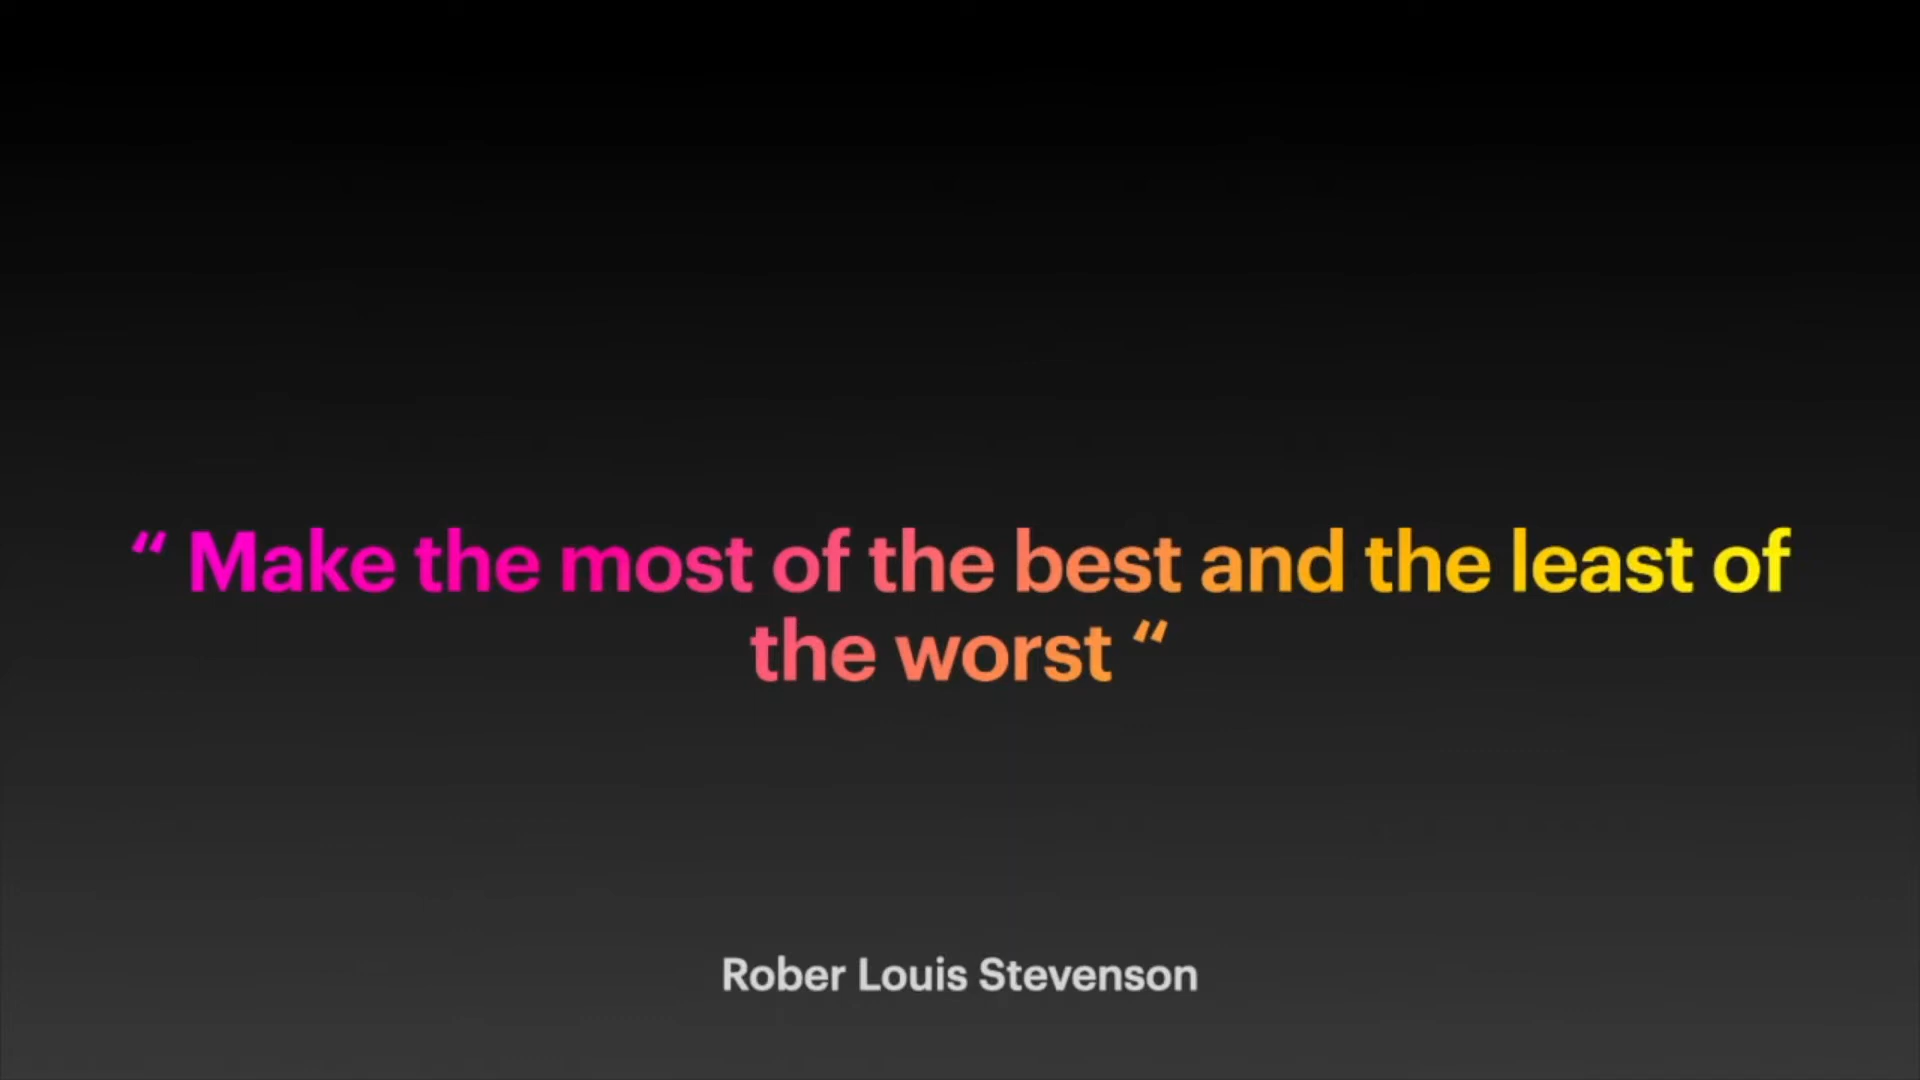 “ Make the most of the best and the least of
the worst “
Rober Louis Stevenson